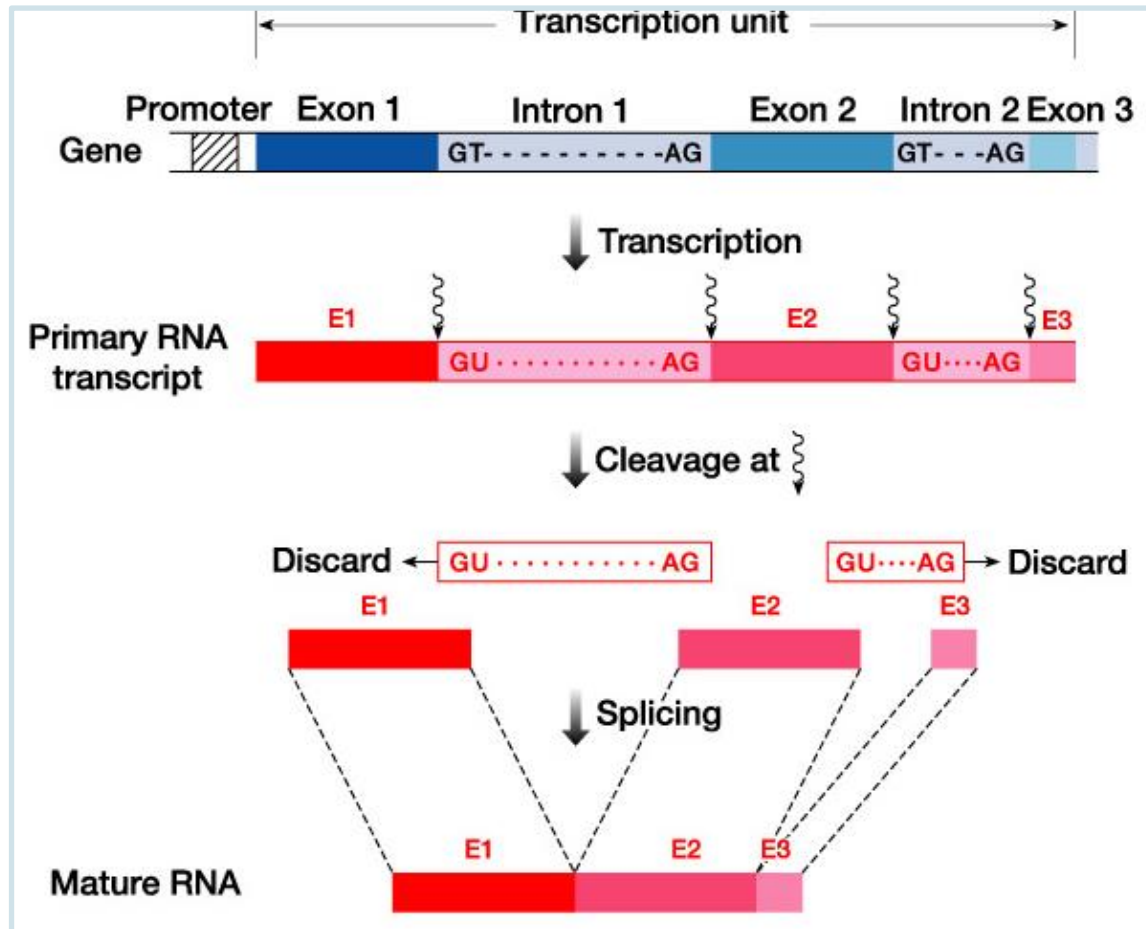 Transcription unit
Promoter Exon 1 Intron 1 Exon 2 Intron 2 Exon 3
Gene GT- - - - - - - - - - -AG GT- - -AG
Transcription
E1 E2 E3
Primary RNA
transcript
GU · · · · · · · · · · · AG GU····AG
Cleavage at
Discard GU · · · · · · · · · · · AG GU····AG Discard
E1 E2 E3
Splicing
E1 E2 E3
Mature RNA